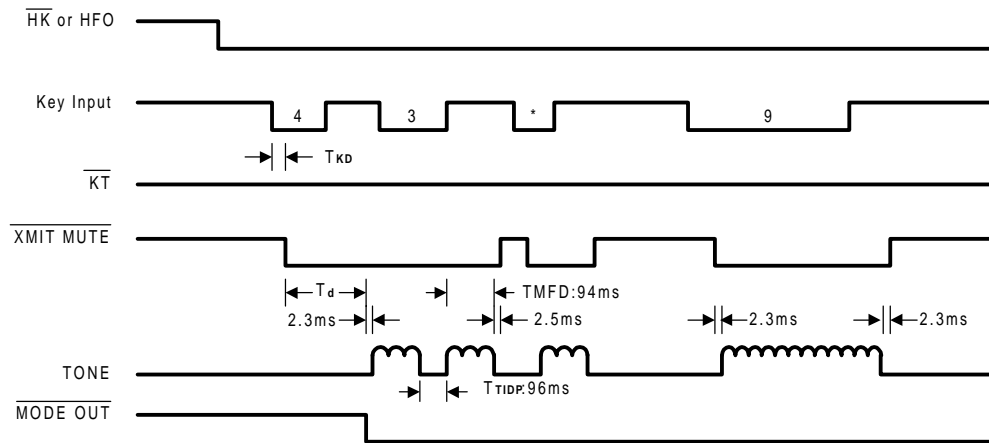 HK or HFO
Key Input
4 3 * 9
TKD
KT
XMIT MUTE
Td
TMFD:94ms
2.3ms 2.5ms 2.3ms 2.3ms
TONE
TTIDP:96ms
MODE OUT